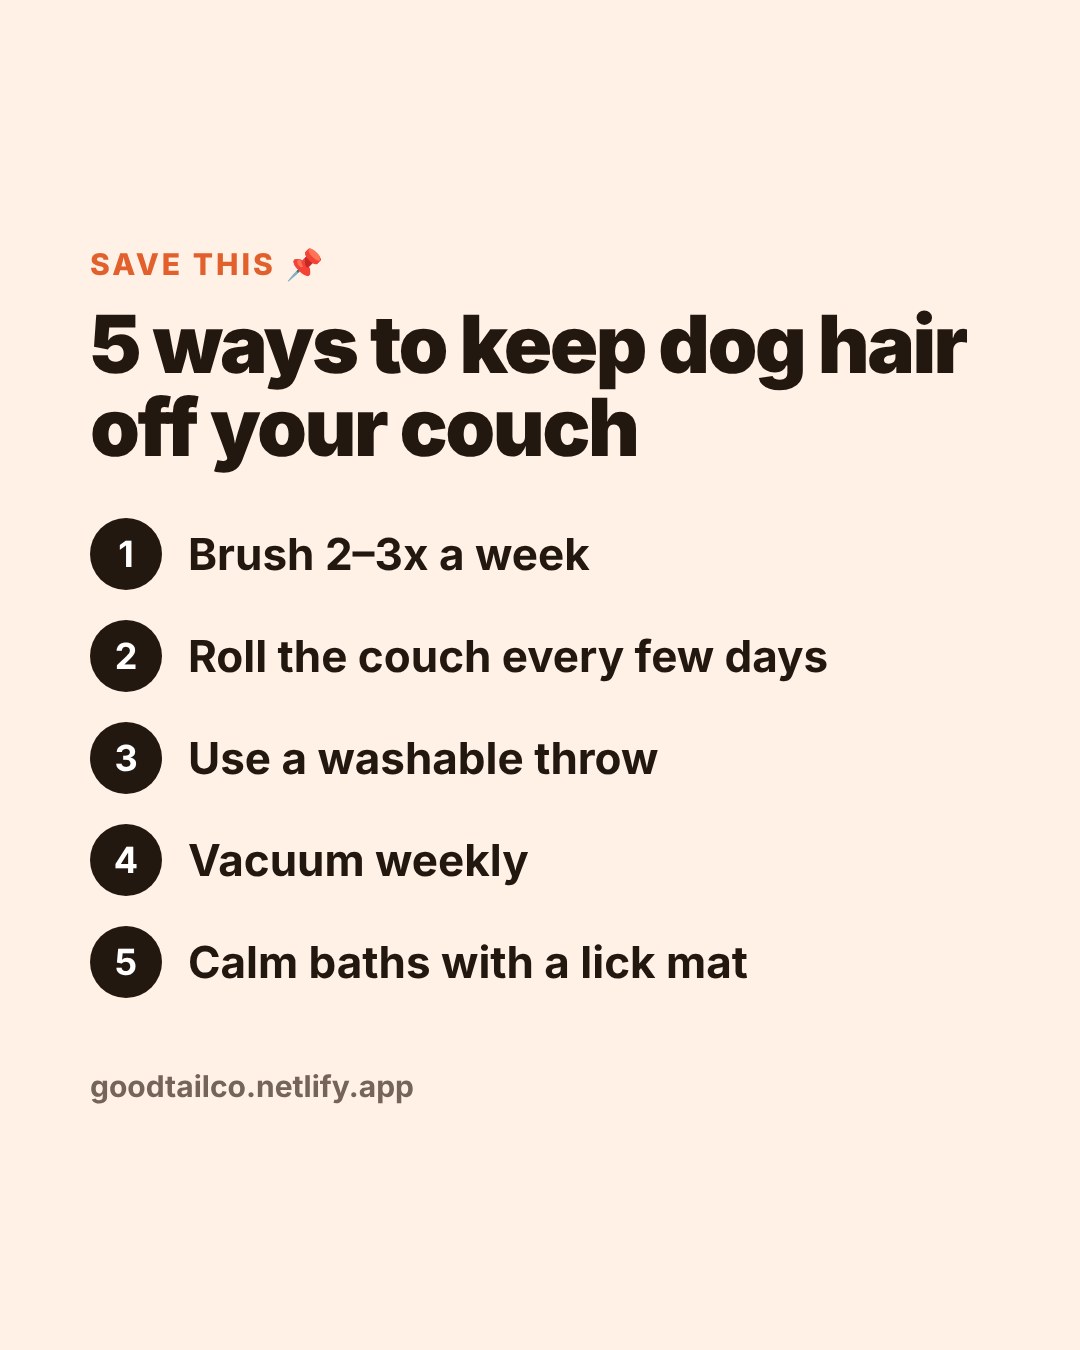 SAVE THIS 📌
5 ways to keep dog hair
off your couch
1 Brush 2–3x a week
2 Roll the couch every few days
3 Use a washable throw
4 Vacuum weekly
5 Calm baths with a lick mat
goodtailco.netlify.app